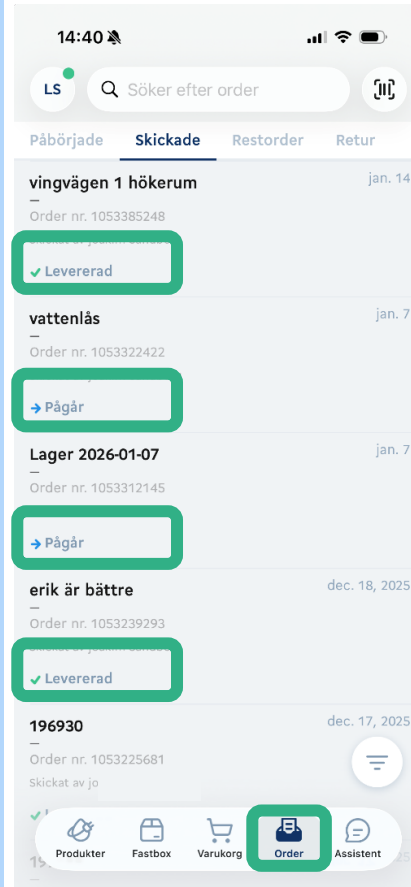 14:40
LS
Söker efter order
Påbörjade Skickade Restorder Retur
vingvägen 1 hökerum jan. 14
—
Order nr. 1053385248
Levererad
vattenlås jan. 7
—
Order nr. 1053322422
Pågår
Lager 2026-01-07 jan. 7
—
Order nr. 1053312145
Pågår
erik är bättre dec. 18, 2025
—
Order nr. 1053239293
Levererad
196930 dec. 17, 2025
—
Order nr. 1053225681
Skickat av jo
Produkter Fastbox Varukorg Order Assistent